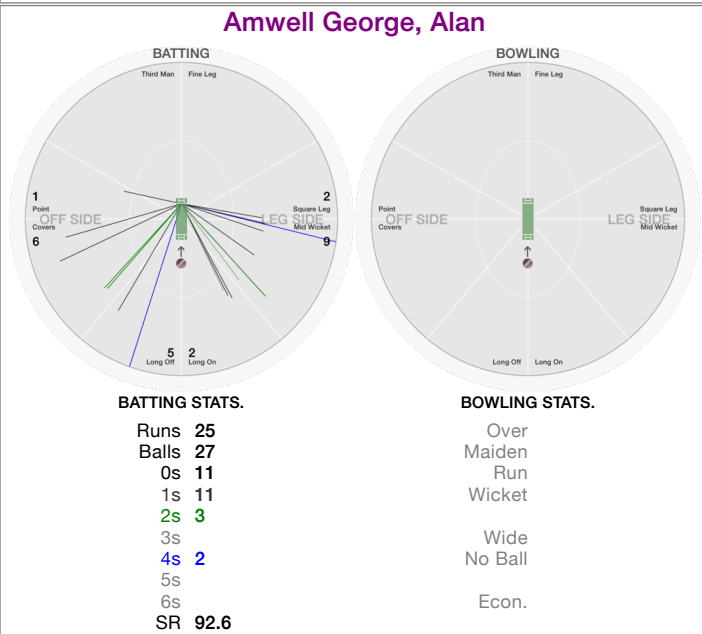 Amwell George, Alan
BATTING
Third Man Fine Leg
1
Point
OFF SIDE
Covers
6
2
Square Leg
LEG SIDE
Mid Wicket
9
5 2
Long Off Long On
BOWLING
Third Man Fine Leg
Point
OFF SIDE
Covers
Square Leg
LEG SIDE
Mid Wicket
Long Off Long On
BATTING STATS.
Runs 25
Balls 27
0s 11
1s 11
2s 3
3s
4s 2
5s
6s
SR 92.6
BOWLING STATS.
Over
Maiden
Run
Wicket
Wide
No Ball
Econ.